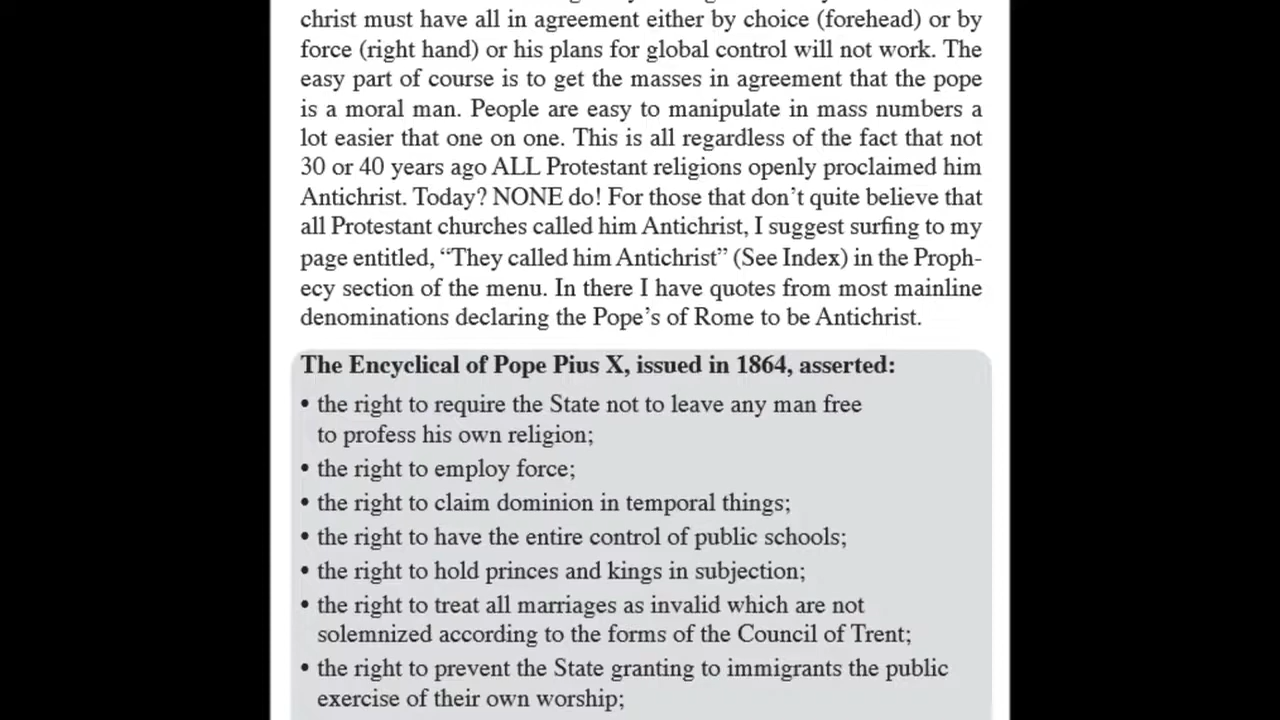 christ must have all in agreement either by choice (forehead) or by
force (right hand) or his plans for global control will not work. The
easy part of course is to get the masses in agreement that the pope
is a moral man. People are easy to manipulate in mass numbers a
lot easier that one on one. This is all regardless of the fact that not
30 or 40 years ago ALL Protestant religions openly proclaimed him
Antichrist. Today? NONE do! For those that don’t quite believe that
all Protestant churches called him Antichrist, I suggest surfing to my
page entitled, “They called him Antichrist” (See Index) in the Proph-
ecy section of the menu. In there I have quotes from most mainline
denominations declaring the Pope’s of Rome to be Antichrist.
The Encyclical of Pope Pius X, issued in 1864, asserted:
• the right to require the State not to leave any man free
to profess his own religion;
• the right to employ force;
• the right to claim dominion in temporal things;
• the right to have the entire control of public schools;
• the right to hold princes and kings in subjection;
• the right to treat all marriages as invalid which are not
solemnized according to the forms of the Council of Trent;
• the right to prevent the State granting to immigrants the public
exercise of their own worship;